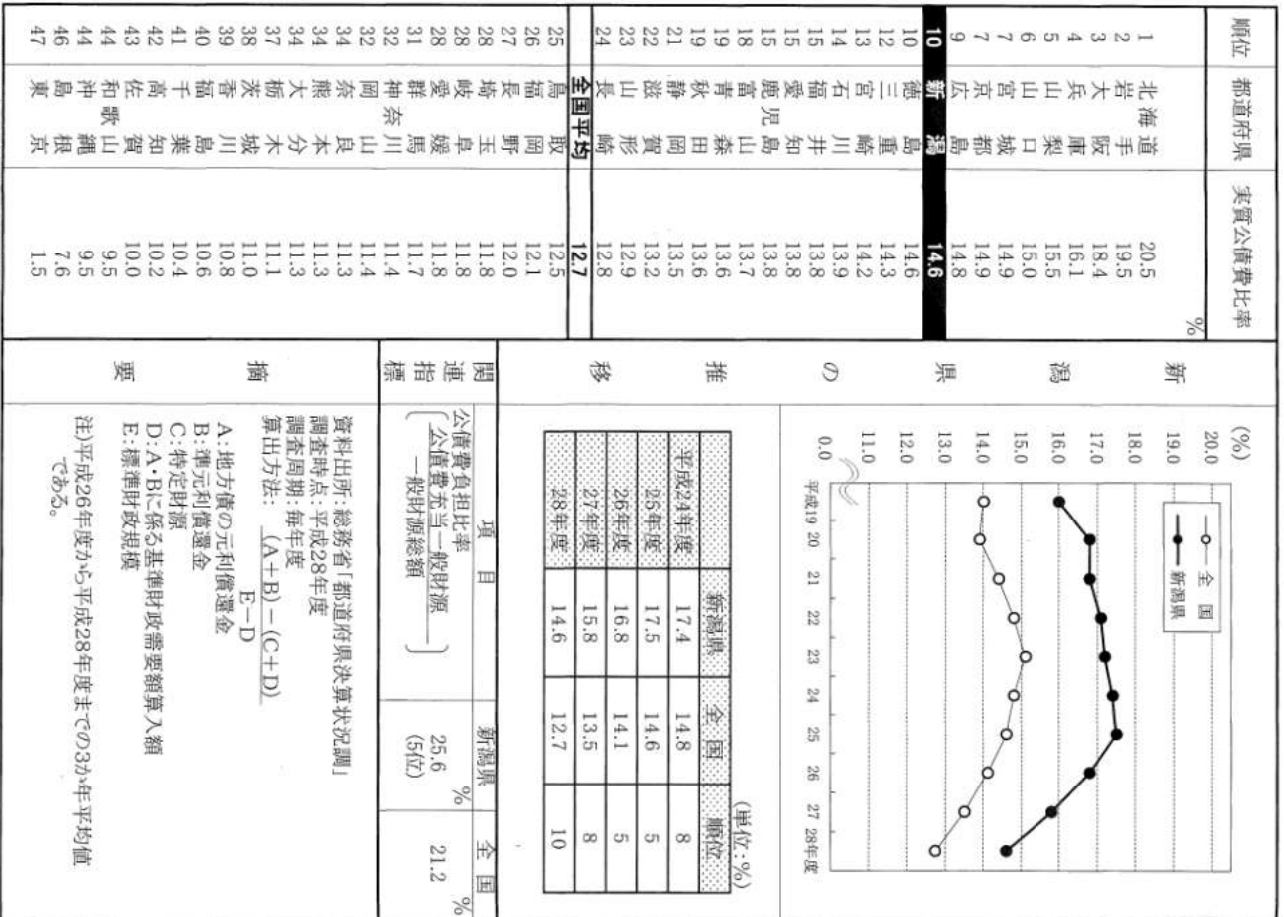 順位 都道府県 実質公債費比率
%
1 北海道 20.5
2 岩手 19.5
3 大阪 18.4
4 兵庫 16.1
5 山梨 15.5
6 山口 15.0
7 宮城 14.9
7 京都 14.9
9 広島 14.8
10 新潟 14.6
10 徳島 14.6
12 三重 14.3
13 宮崎 14.2
14 石川 13.9
15 福井 13.8
15 愛知 13.8
15 鹿児島 13.8
18 富山 13.7
19 青森 13.6
19 秋田 13.6
21 静岡 13.5
22 滋賀 13.2
23 山形 12.9
24 長崎 12.8
全国平均 12.7
25 鳥取 12.5
26 福岡 12.1
27 長野 12.0
28 埼玉 11.8
28 岐阜 11.8
28 愛媛 11.8
31 群馬 11.7
32 神奈川 11.4
32 岡山 11.4
34 奈良 11.3
34 熊本 11.3
34 大分 11.3
37 栃木 11.1
38 茨城 11.0
39 香川 10.8
40 福島 10.6
41 千葉 10.4
42 高知 10.2
43 佐賀 10.0
44 和歌山 9.5
44 沖縄 9.5
46 島根 7.6
47 東京 1.5
新潟県の推移
(%)
20.0
19.0
18.0
17.0
16.0
15.0
14.0
13.0
12.0
11.0
0.0
全国
新潟県
平成19 20 21 22 23 24 25 26 27 28年度
(単位:%)
新潟県 全国 順位
平成24年度 17.4 14.8 8
25年度 17.5 14.6 5
26年度 16.8 14.1 5
27年度 15.8 13.5 8
28年度 14.6 12.7 10
関連指標
項目 新潟県 全国
公債費負担比率 % %
(公債費充当一般財源 25.6 21.2
一般財源総額) (5位)
摘要
資料出所:総務省「都道府県決算状況調」
調査時点:平成28年度
調査周期:毎年度
算出方法: (A+B)-(C+D)
E-D
A:地方債の元利償還金
B:準元利償還金
C:特定財源
D:A・Bに係る基準財政需要額算入額
E:標準財政規模
注)平成26年度から平成28年度までの3か年平均値
である。